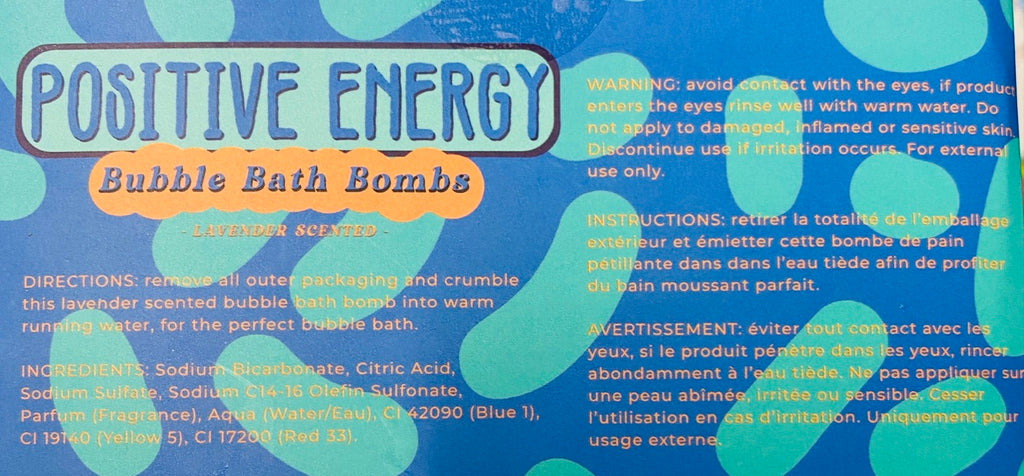 POSITIVE ENERGY
Bubble Bath Bombs
- LAVENDER SCENTED -
DIRECTIONS: remove all outer packaging and crumble
this lavender scented bubble bath bomb into warm
running water, for the perfect bubble bath.
INGREDIENTS: Sodium Bicarbonate, Citric Acid,
Sodium Sulfate, Sodium C14-16 Olefin Sulfonate,
Parfum (Fragrance), Aqua (Water/Eau), CI 42090 (Blue 1),
CI 19140 (Yellow 5), CI 17200 (Red 33).
WARNING: avoid contact with the eyes, if product
enters the eyes rinse well with warm water. Do
not apply to damaged, inflamed or sensitive skin.
Discontinue use if irritation occurs. For external
use only.
INSTRUCTIONS: retirer la totalité de l'emballage
extérieur et émietter cette bombe de pain
pétillante dans dans l'eau tiède afin de profiter
du bain moussant parfait.
AVERTISSEMENT: éviter tout contact avec les
yeux, si le produit pénètre dans les yeux, rincer
abondamment à l'eau tiède. Ne pas appliquer sur
une peau abîmée, irritée ou sensible. Cesser
l'utilisation en cas d'irritation. Uniquement pour
usage externe.